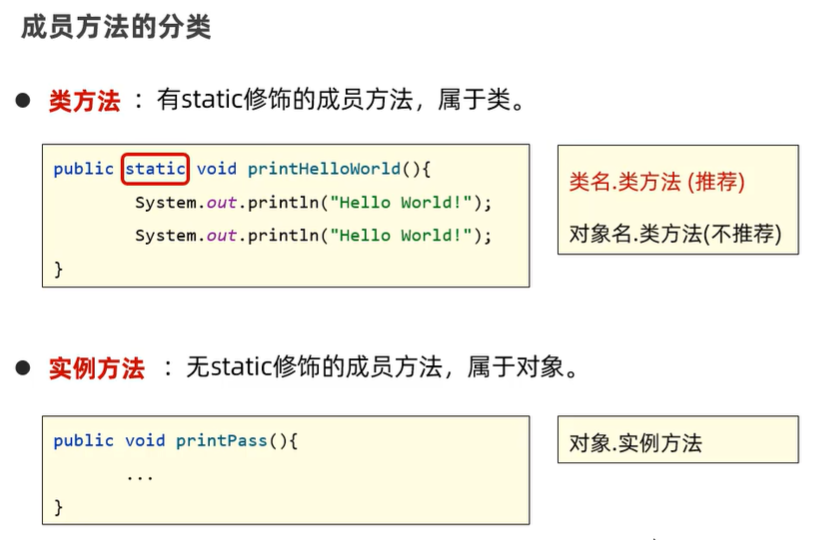 成员方法的分类
● 类方法 ：有static修饰的成员方法，属于类。
public static void printHelloWorld(){
System.out.println("Hello World!");
System.out.println("Hello World!");
}
类名.类方法 (推荐)
对象名.类方法(不推荐)
● 实例方法 ：无static修饰的成员方法，属于对象。
public void printPass(){
...
}
对象.实例方法